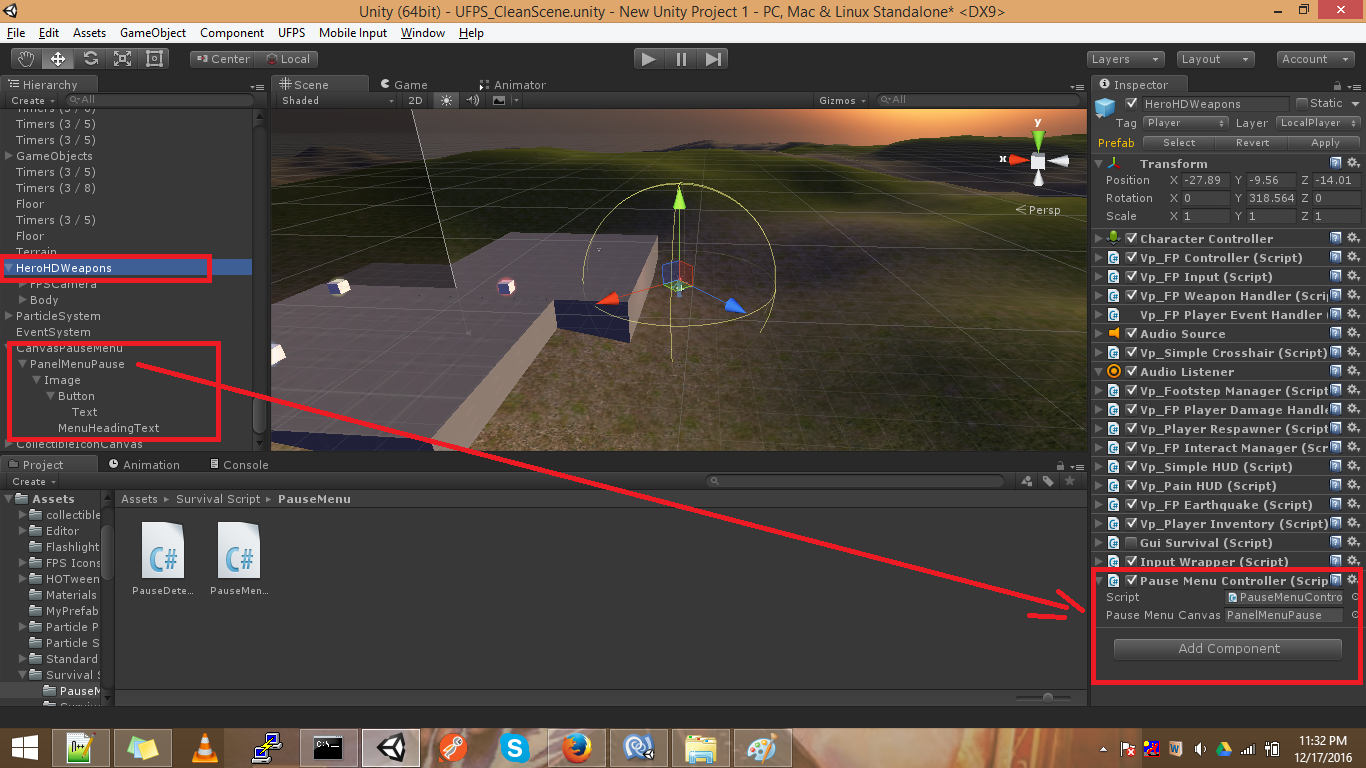 Unity (64bit) - UFPS_CleanScene.unity - New Unity Project 1 - PC, Mac & Linux Standalone* <DX9>
File Edit Assets GameObject Component UFPS Mobile Input Window Help
Center Local
Layers Layout Account
Hierarchy
Create All
Timers (3 / 6)
Timers (3 / 5)
Timers (3 / 5)
GameObjects
Timers (3 / 5)
Timers (3 / 8)
Floor
Timers (3 / 5)
Floor
Terrain
HeroHDWeapons
FPSCamera
Body
ParticleSystem
EventSystem
CanvasPauseMenu
PanelMenuPause
Image
Button
Text
MenuHeadingText
CollectibleIconCanvas
Scene Game Animator
Shaded 2D Gizmos All
y
x
Persp
Inspector
HeroHDWeapons Static
Tag Player Layer LocalPlayer
Prefab Select Revert Apply
Transform
Position X -27.89 Y -9.56 Z -14.01
Rotation X 0 Y 318.564 Z 0
Scale X 1 Y 1 Z 1
Character Controller
Vp_FP Controller (Script)
Vp_FP Input (Script)
Vp_FP Weapon Handler (Scri
Vp_FP Player Event Handler (
Audio Source
Vp_Simple Crosshair (Script)
Audio Listener
Vp_Footstep Manager (Script
Vp_FP Player Damage Handle
Vp_Player Respawner (Script
Vp_FP Interact Manager (Scr
Vp_Simple HUD (Script)
Vp_Pain HUD (Script)
Vp_FP Earthquake (Script)
Vp_Player Inventory (Script)
Gui Survival (Script)
Input Wrapper (Script)
Pause Menu Controller (Scrip
Script PauseMenuContro
Pause Menu Canvas PanelMenuPause
Add Component
Project Animation Console
Create
Assets
collectible
Editor
Flashlight
FPS Icons
HOTween
Materials
MyPrefab
Particle P
Particle S
Standard
Survival S
PauseM
Assets Survival Script PauseMenu
C# C#
PauseDete... PauseMen...
C:\_
S
W
11:32 PM
12/17/2016